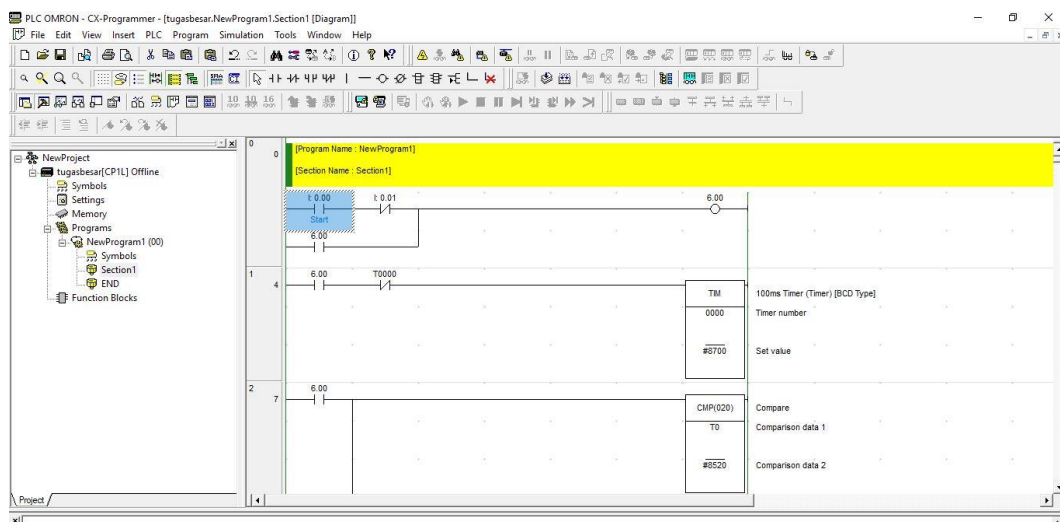 PLC OMRON - CX-Programmer - [tugasbesar.NewProgram1.Section1 [Diagram]]
File Edit View Insert PLC Program Simulation Tools Window Help
10 10 16
NewProject
tugasbesar[CP1L] Offline
Symbols
Settings
Memory
Programs
NewProgram1 (00)
Symbols
Section1
END
Function Blocks
Project
0
0
[Program Name : NewProgram1]
[Section Name : Section1]
I: 0.00 I: 0.01 6.00
Start
6.00
1
4
6.00 T0000
TIM 100ms Timer (Timer) [BCD Type]
0000 Timer number
#8700 Set value
2
7
6.00
CMP(020) Compare
T0 Comparison data 1
#8520 Comparison data 2